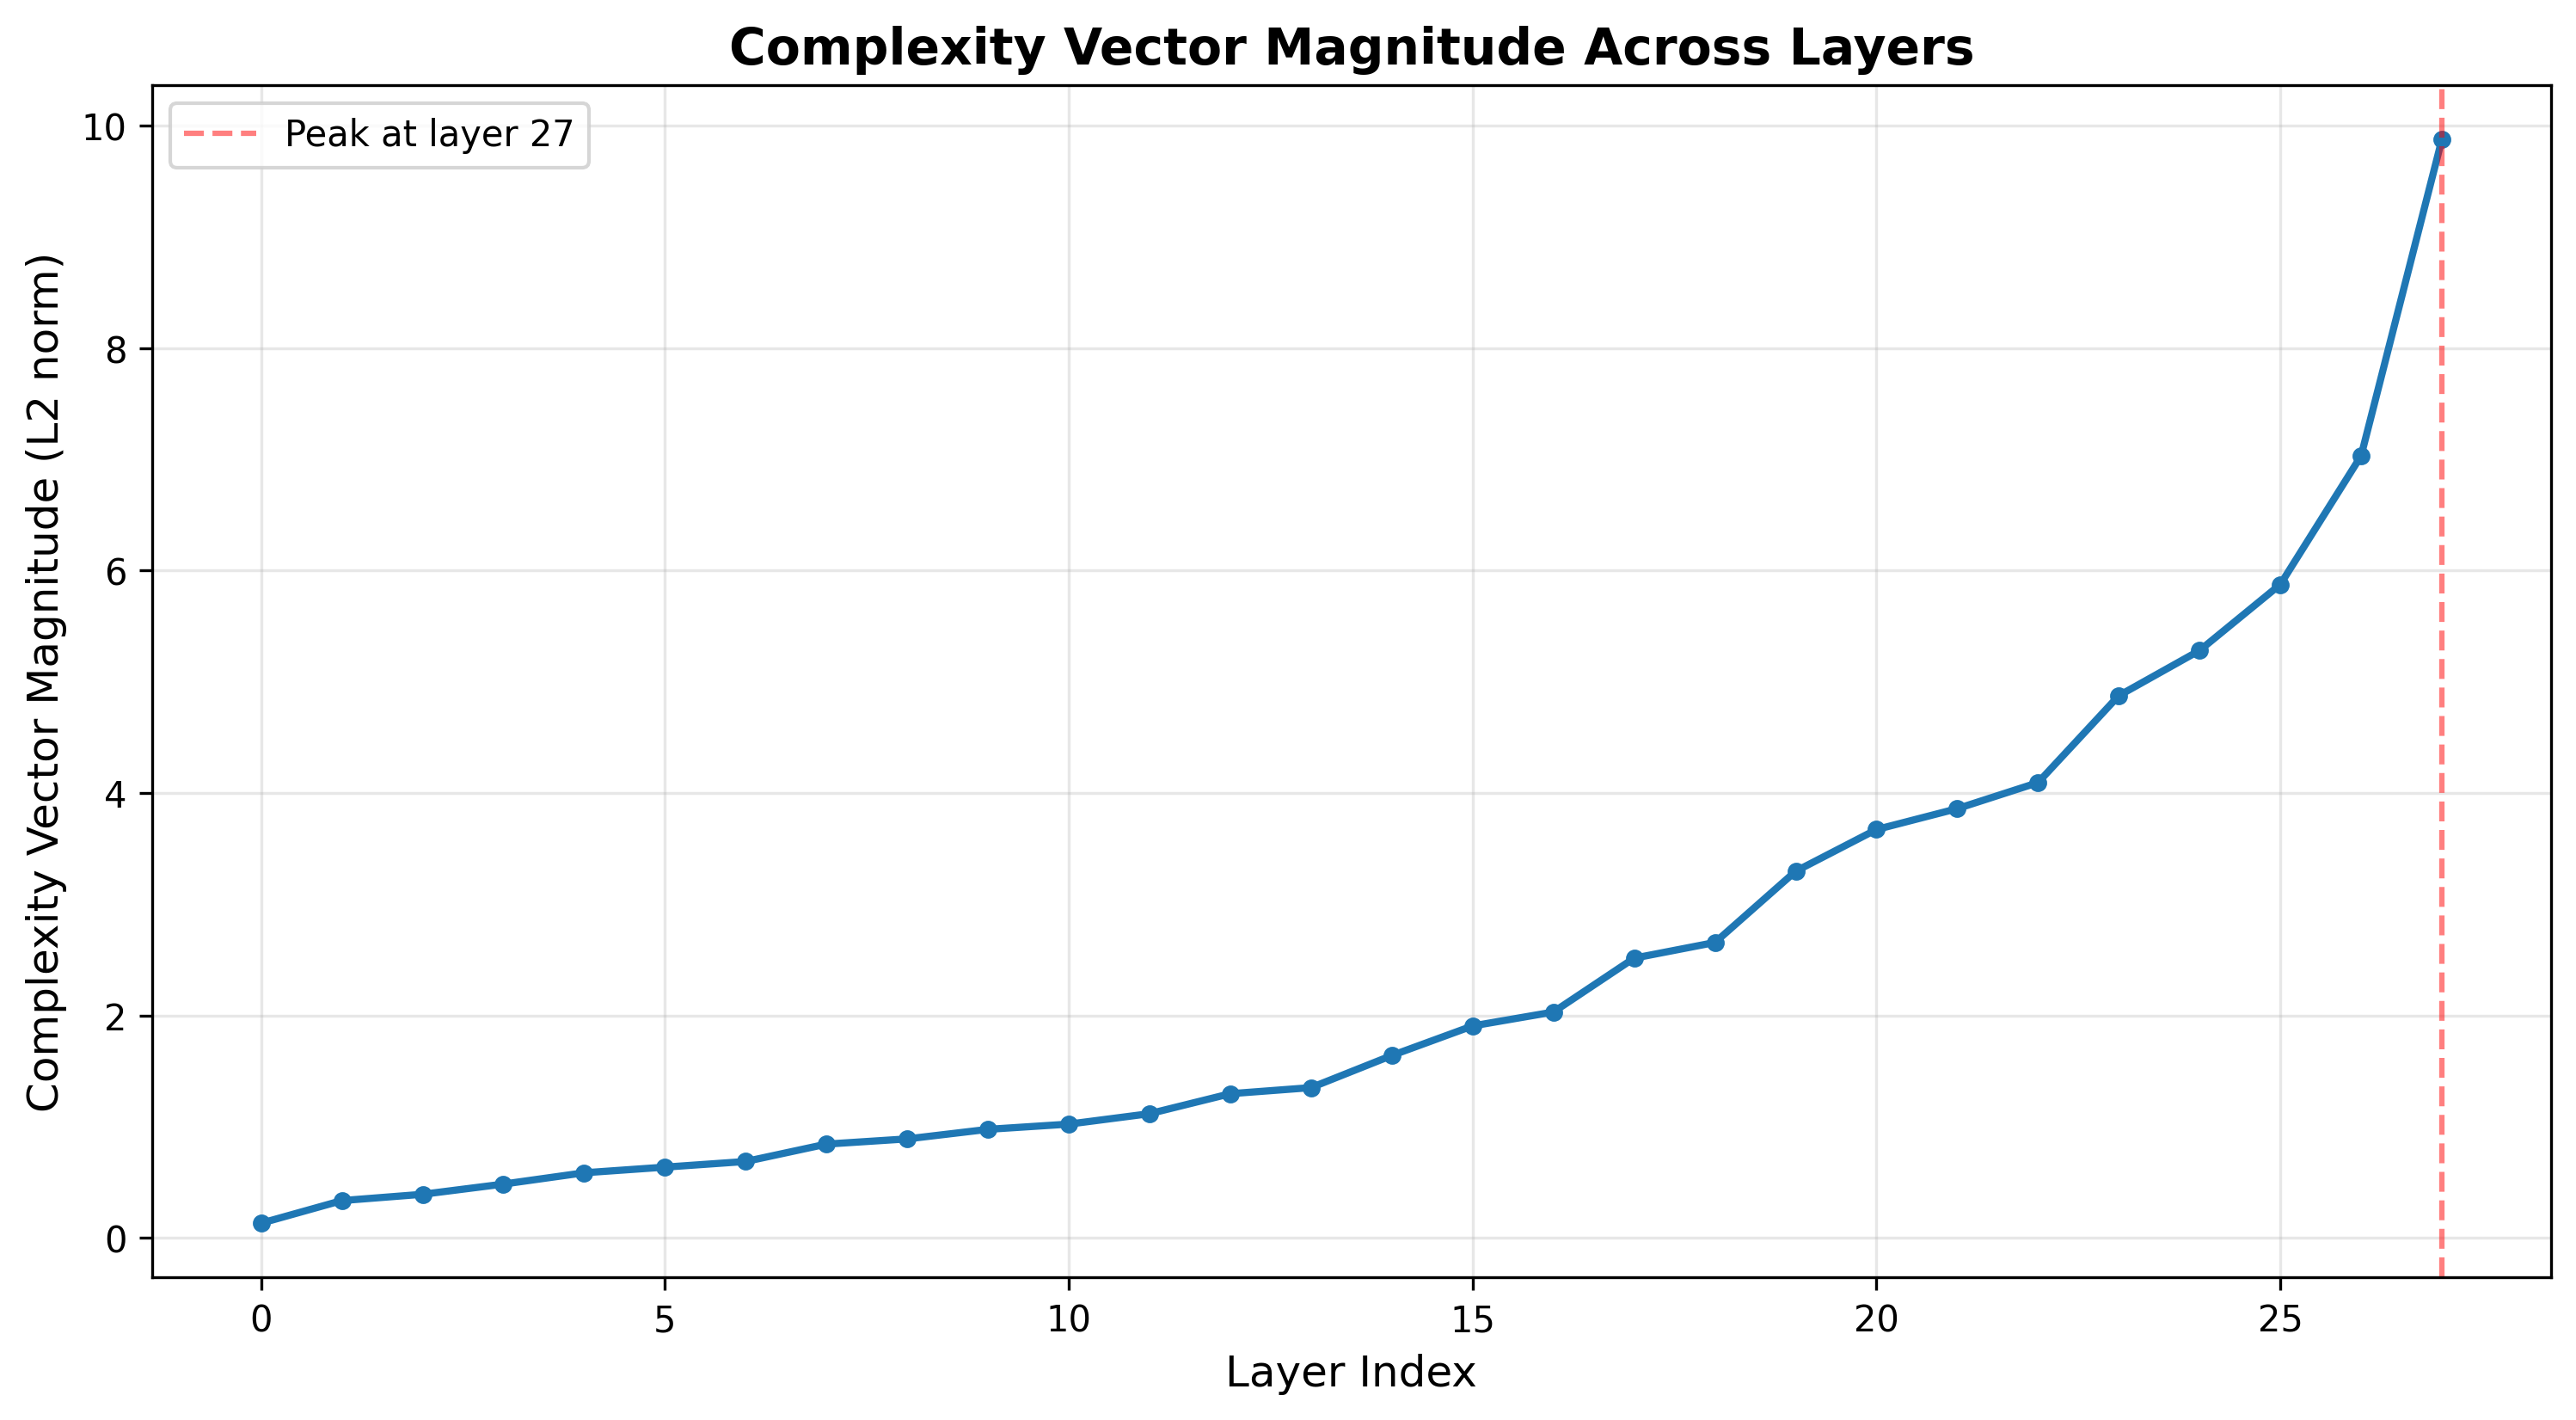 Complexity Vector Magnitude Across Layers
Peak at layer 27
Complexity Vector Magnitude (L2 norm)
10
8
6
4
2
0
0 5 10 15 20 25
Layer Index